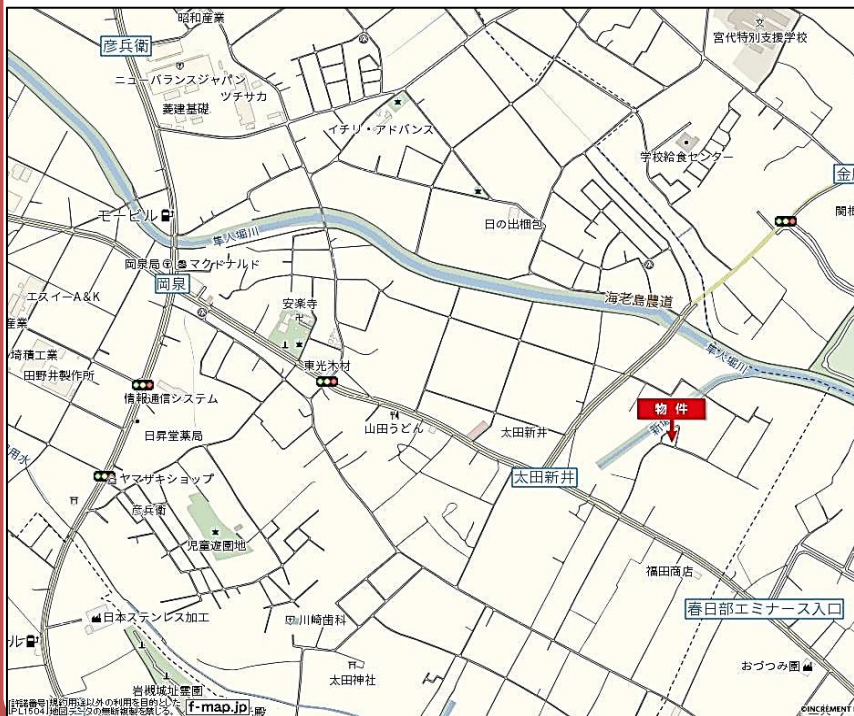 昭和産業
彦兵衛
宮代特別支援学校
ニューバランスジャパン
ツチサカ
菱建基礎
イチリ・アドバンス
学校給食センター
モービル
日の出梱包
隼人堀川
岡泉局
マクドナルド
岡泉
エスイーA&K
産業
安楽寺
海老島農道
埼積工業
田野井製作所
東光木材
隼人堀川
情報通信システム
物件
山田うどん
太田新井
日昇堂薬局
太田新井
ヤマザキショップ
彦兵衛
児童遊園地
福田商店
春日部エミナース入口
日本ステンレス加工
川崎歯科
おづつみ園
太田神社
岩槻城址霊園
f-map.jp
©INCREMENT